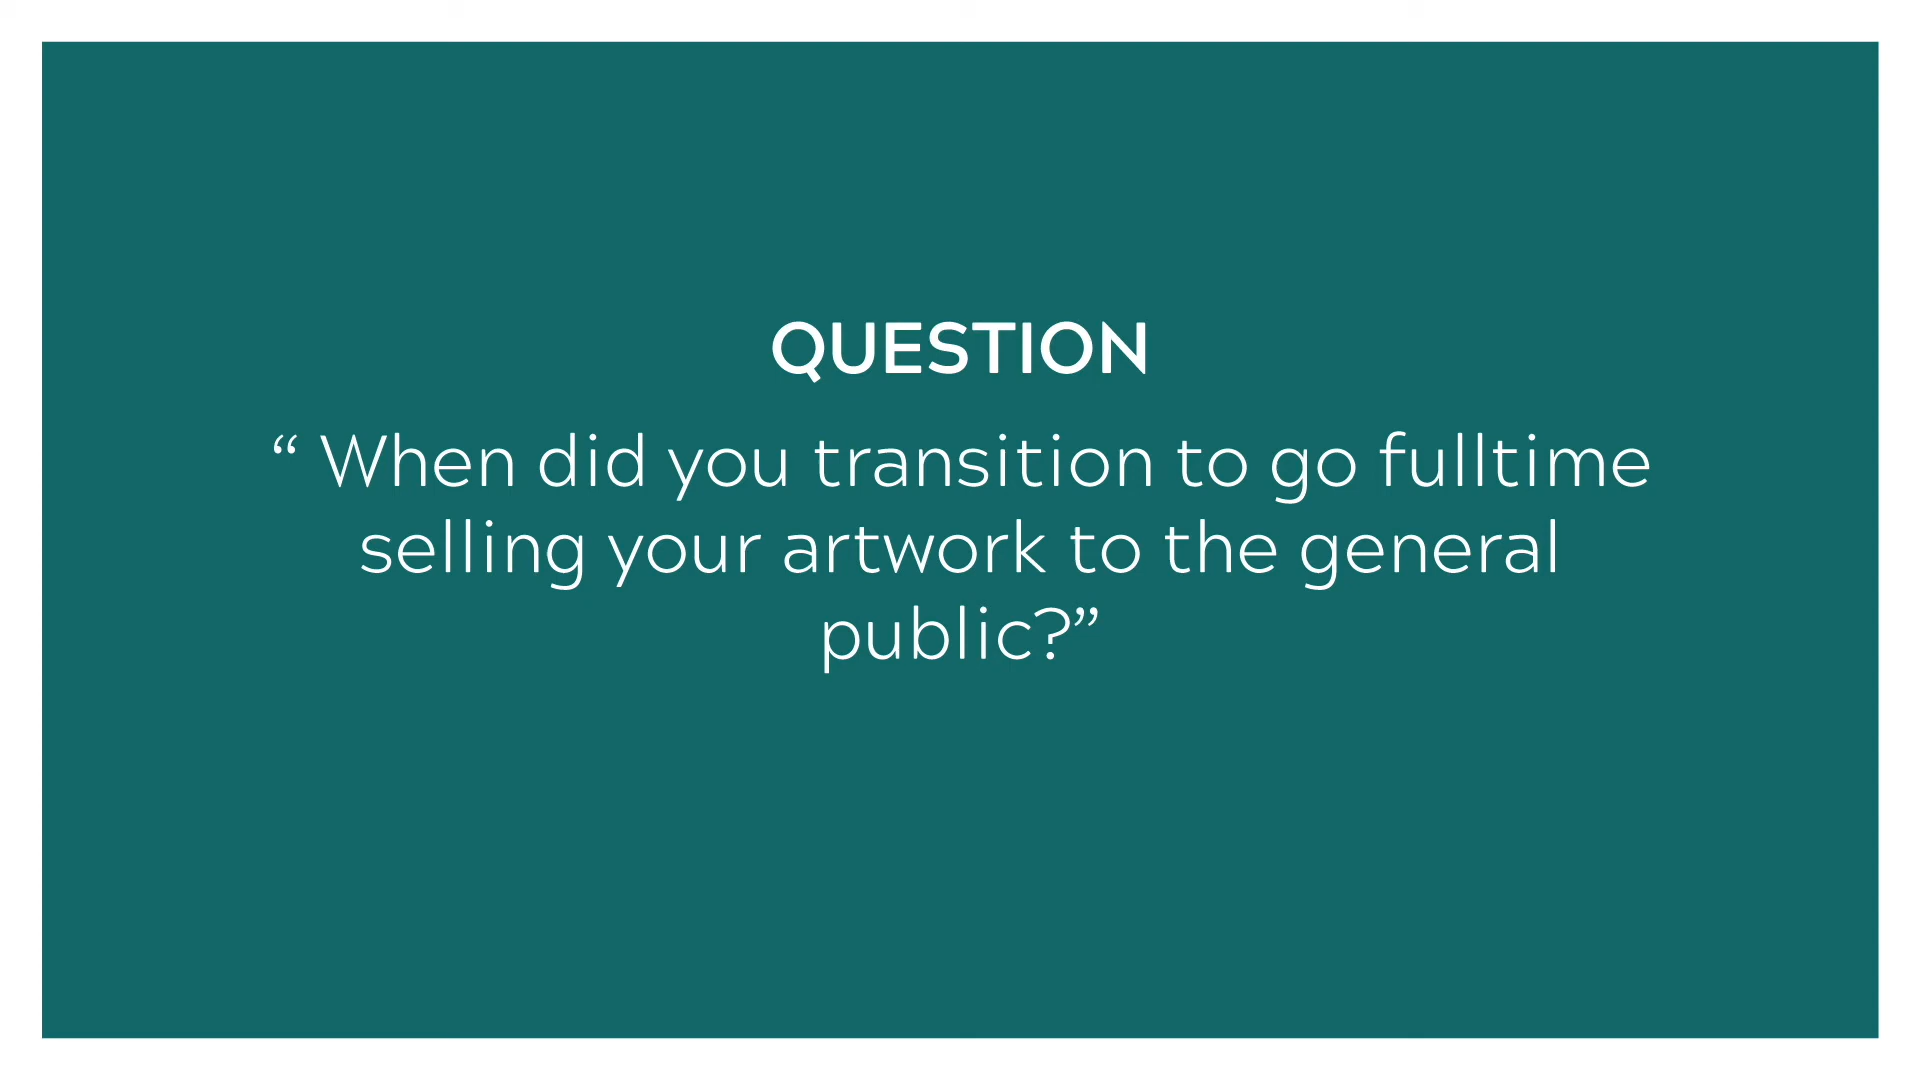 QUESTION
“ When did you transition to go fulltime
selling your artwork to the general
public?”